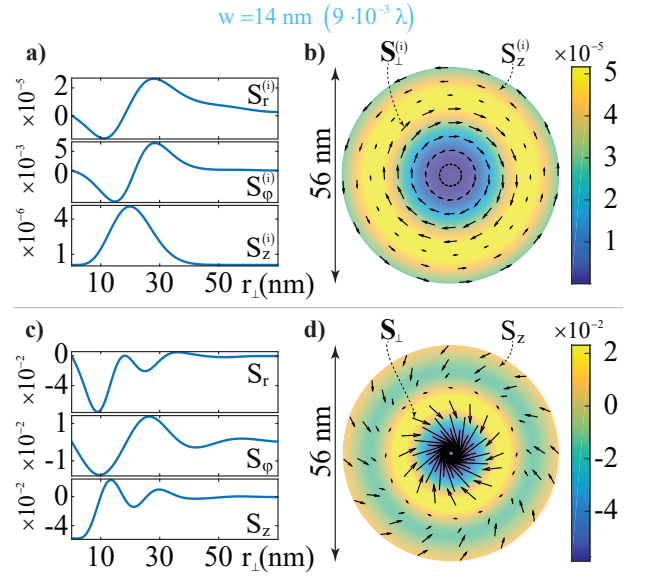 w =14 nm (9 ·10⁻³ λ)
a)
b)
S⊥⁽ⁱ⁾
S_z⁽ⁱ⁾
×10⁻⁵
2
0
×10⁻⁵
S_r⁽ⁱ⁾
5
0
×10⁻³
S_φ⁽ⁱ⁾
4
1
×10⁻⁶
S_z⁽ⁱ⁾
10
30
50
r⊥(nm)
56 nm
5
4
3
2
1
c)
d)
S⊥
S_z
×10⁻²
0
-4
×10⁻²
S_r
1
-1
×10⁻²
S_φ
0
-4
×10⁻²
S_z
10
30
50
r⊥(nm)
56 nm
2
0
-2
-4